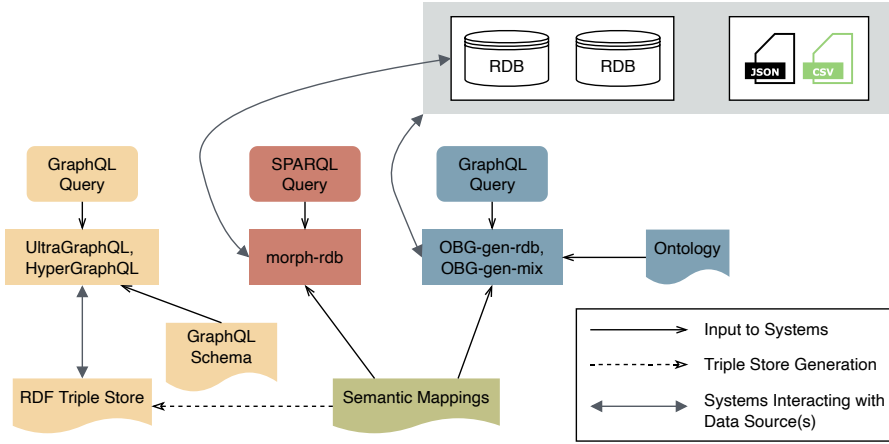 RDB
RDB
JSON
CSV
GraphQL
Query
SPARQL
Query
GraphQL
Query
UltraGraphQL,
HyperGraphQL
morph-rdb
OBG-gen-rdb,
OBG-gen-mix
Ontology
GraphQL
Schema
RDF Triple Store
Semantic Mappings
Input to Systems
Triple Store Generation
Systems Interacting with
Data Source(s)